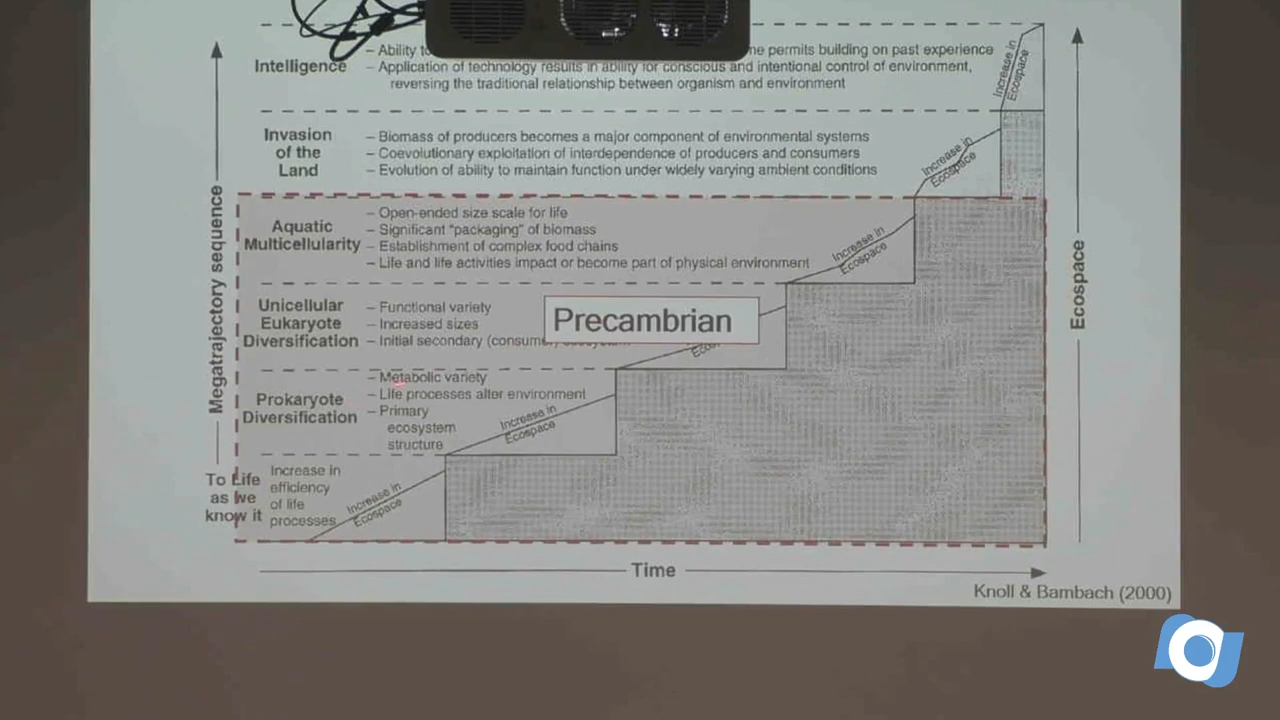 – Ability to
ne permits building on past experience
Intelligence
– Application of technology results in ability for conscious and intentional control of environment,
reversing the traditional relationship between organism and environment
Increase in
Ecospace
Invasion
of the
Land
– Biomass of producers becomes a major component of environmental systems
– Coevolutionary exploitation of interdependence of producers and consumers
– Evolution of ability to maintain function under widely varying ambient conditions
Increase in
Ecospace
Megatrajectory sequence
Ecospace
Aquatic
Multicellularity
– Open-ended size scale for life
– Significant "packaging" of biomass
– Establishment of complex food chains
– Life and life activities impact or become part of physical environment
Increase in
Ecospace
Unicellular
Eukaryote
Diversification
– Functional variety
– Increased sizes
– Initial secondary (consume
Precambrian
Prokaryote
Diversification
– Metabolic variety
– Life processes alter environment
– Primary
ecosystem
structure
Increase in
Ecospace
To Life
as we
know it
Increase in
efficiency
of life
processes
Increase in
Ecospace
Time
Knoll & Bambach (2000)